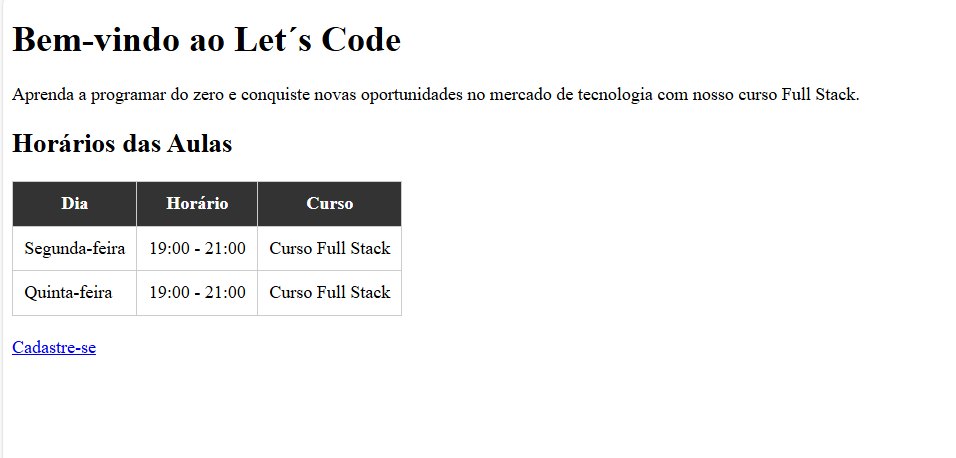 Bem-vindo ao Let´s Code
Aprenda a programar do zero e conquiste novas oportunidades no mercado de tecnologia com nosso curso Full Stack.
Horários das Aulas
Dia Horário Curso
Segunda-feira 19:00 - 21:00 Curso Full Stack
Quinta-feira 19:00 - 21:00 Curso Full Stack
Cadastre-se